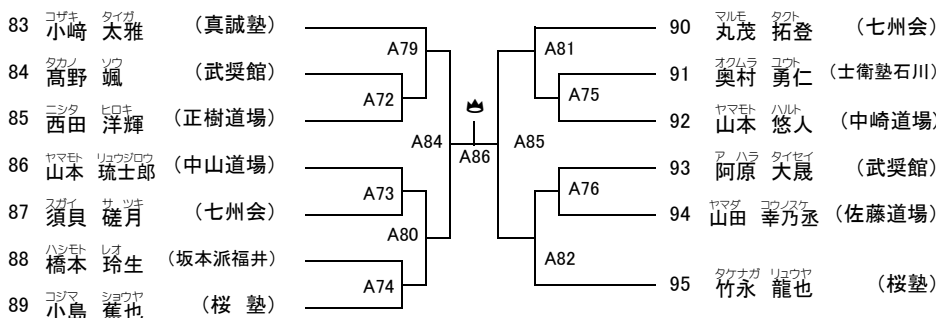 コザキ タイガ
83 小﨑 太雅 (真誠塾)
タカノ ソウ
84 髙野 颯 (武奨館)
ニシタ ヒロキ
85 西田 洋輝 (正樹道場)
ヤマモト リュウジロウ
86 山本 琉士郎 (中山道場)
スガイ サ ツキ
87 須貝 磋月 (七州会)
ハシモト レオ
88 橋本 玲生 (坂本派福井)
コジマ ショウヤ
89 小島 蕉也 (桜 塾)
A79
A72
A84
A73
A80
A74
A86
A81
A75
A85
A76
A82
マルモ タクト
90 丸茂 拓登 (七州会)
オクムラ ユウト
91 奥村 勇仁 (士衛塾石川)
ヤマモト ハルト
92 山本 悠人 (中崎道場)
ア ハラ タイセイ
93 阿原 大晟 (武奨館)
ヤマダ コウノスケ
94 山田 幸乃丞 (佐藤道場)
タケナガ リュウヤ
95 竹永 龍也 (桜塾)